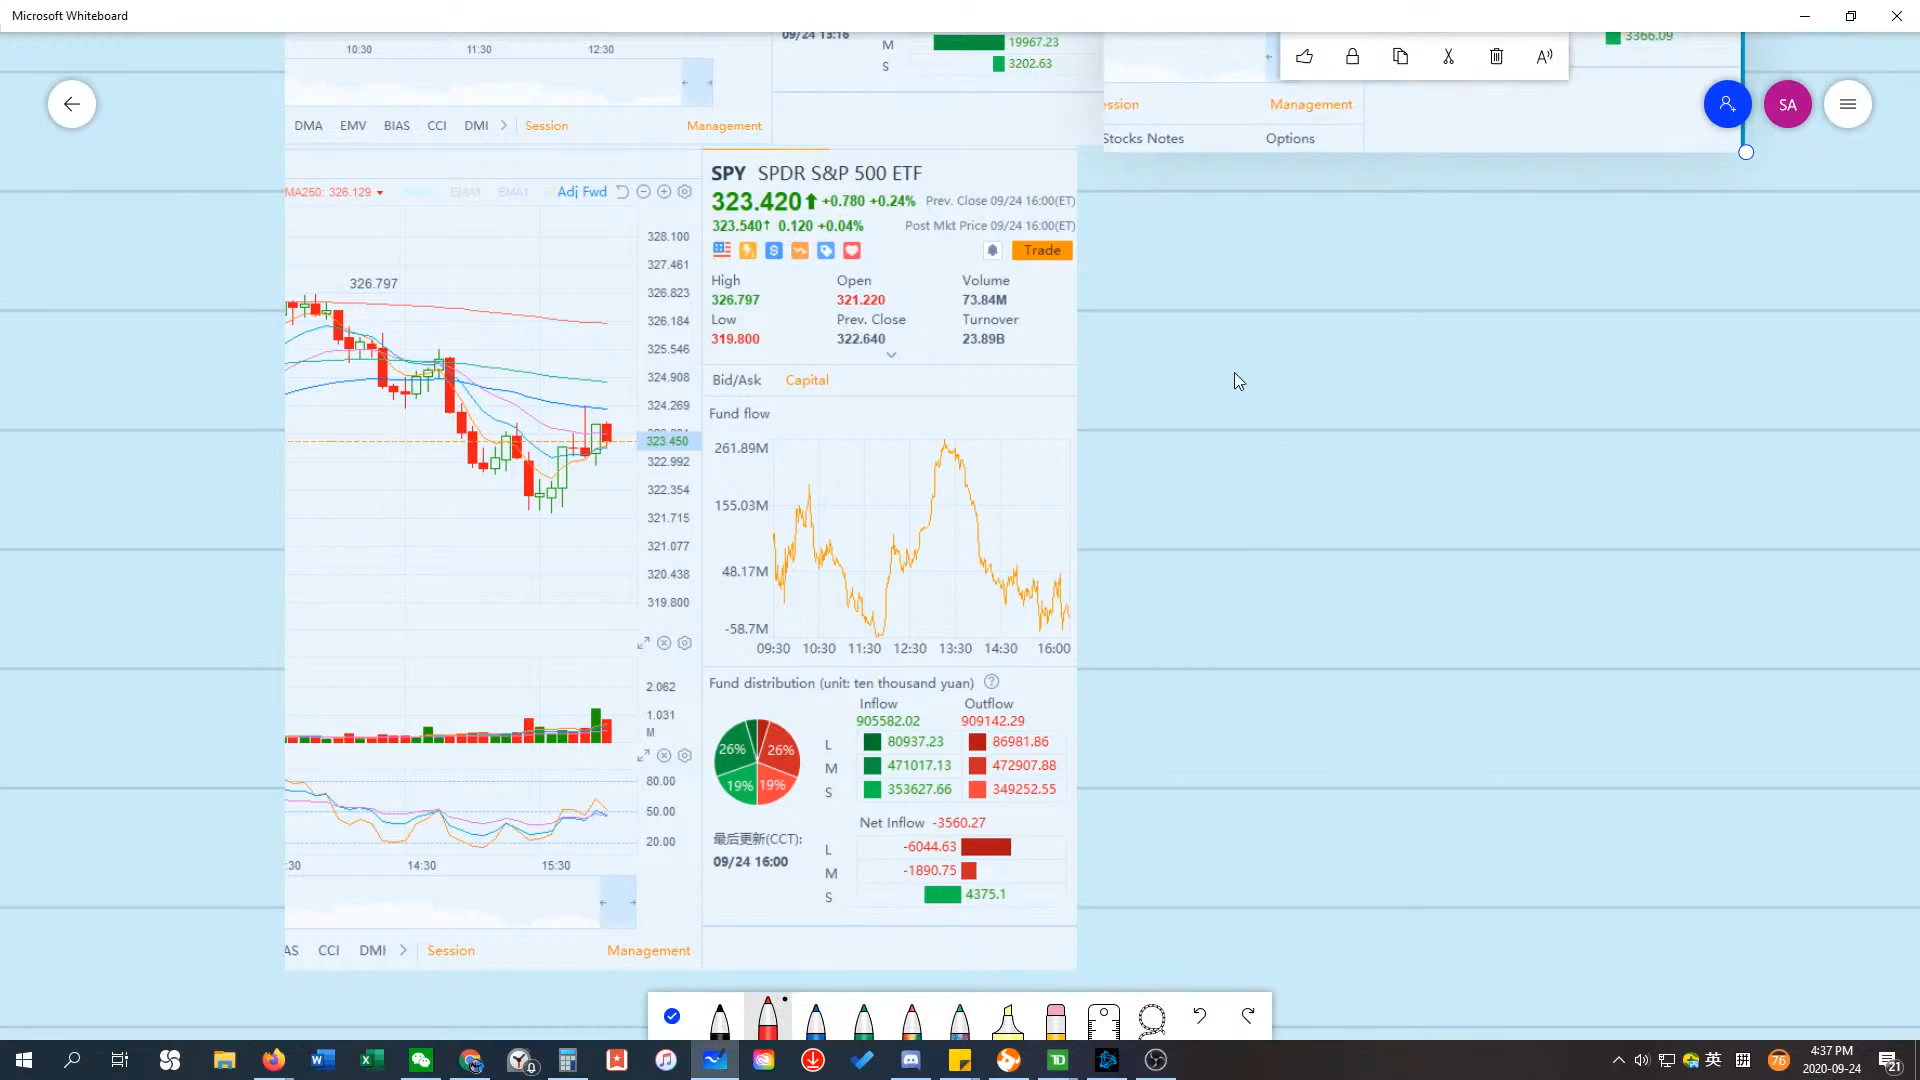 Microsoft Whiteboard
10:30 11:30 12:30
09/24 13:16
M 19967.23
S 3202.63
3366.09
DMA EMV BIAS CCI DMI > Session Management
ession Management
Stocks Notes Options
SA
MA250: 326.129
Adj Fwd
326.797
328.100
327.461
326.823
326.184
325.546
324.908
324.269
323.450
322.992
322.354
321.715
321.077
320.438
319.800
2.062
1.031
M
80.00
50.00
20.00
:30 14:30 15:30
AS CCI DMI > Session Management
SPY SPDR S&P 500 ETF
323.420 +0.780 +0.24% Prev. Close 09/24 16:00(ET)
323.540↑ 0.120 +0.04% Post Mkt Price 09/24 16:00(ET)
Trade
High Open Volume
326.797 321.220 73.84M
Low Prev. Close Turnover
319.800 322.640 23.89B
Bid/Ask Capital
Fund flow
261.89M
155.03M
48.17M
-58.7M
09:30 10:30 11:30 12:30 13:30 14:30 16:00
Fund distribution (unit: ten thousand yuan) ?
Inflow Outflow
905582.02 909142.29
L 80937.23 86981.86
M 471017.13 472907.88
S 353627.66 349252.55
26% 26%
19% 19%
Net Inflow -3560.27
最后更新(CCT):
09/24 16:00
L -6044.63
M -1890.75
S 4375.1
英
76
4:37 PM
2020-09-24
21